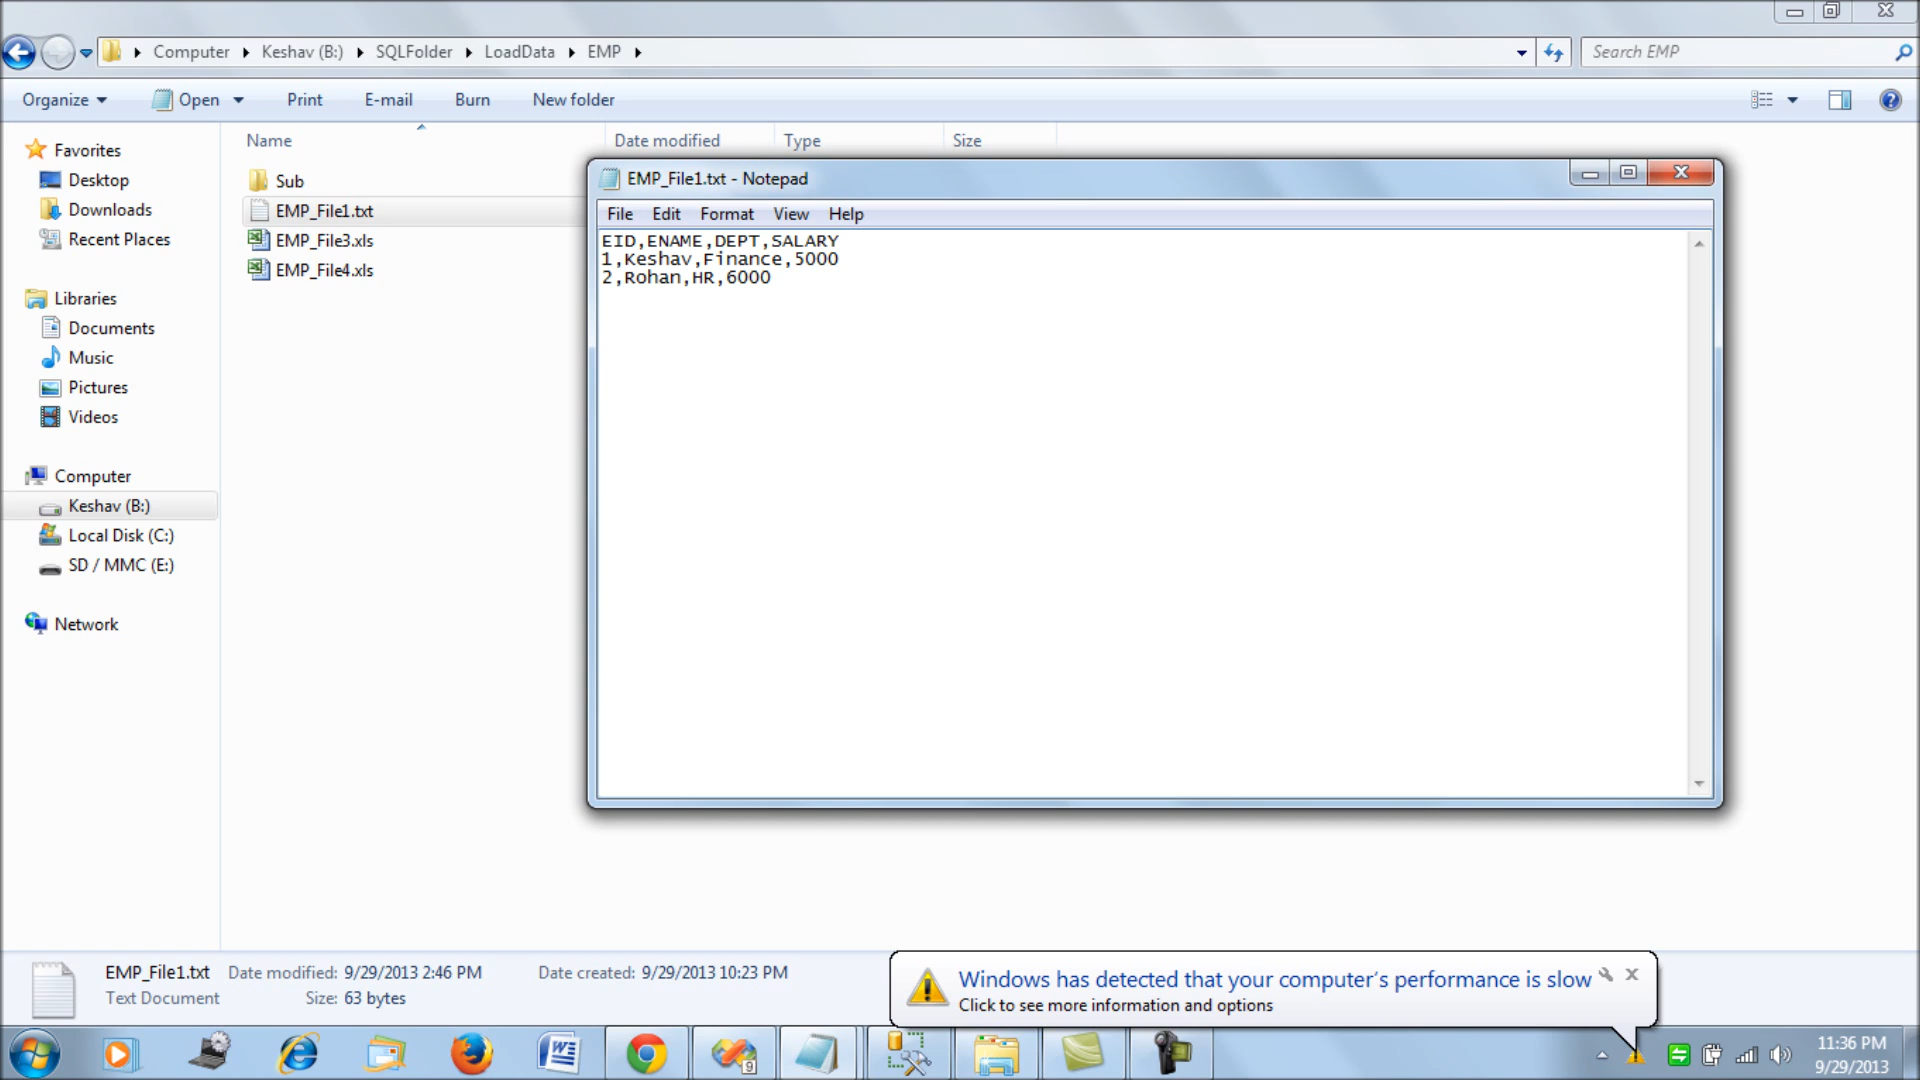 Computer Keshav (B:) SQLFolder LoadData EMP
Search EMP
Organize Open Print E-mail Burn New folder
Name Date modified Type Size
Favorites
Desktop
Downloads
Recent Places
Libraries
Documents
Music
Pictures
Videos
Computer
Keshav (B:)
Local Disk (C:)
SD / MMC (E:)
Network
Sub
EMP_File1.txt
EMP_File3.xls
EMP_File4.xls
EMP_File1.txt - Notepad
File Edit Format View Help
EID,ENAME,DEPT,SALARY
1,Keshav,Finance,5000
2,Rohan,HR,6000
EMP_File1.txt Date modified: 9/29/2013 2:46 PM Date created: 9/29/2013 10:23 PM
Text Document Size: 63 bytes
Windows has detected that your computer's performance is slow
Click to see more information and options
9
11:36 PM
9/29/2013